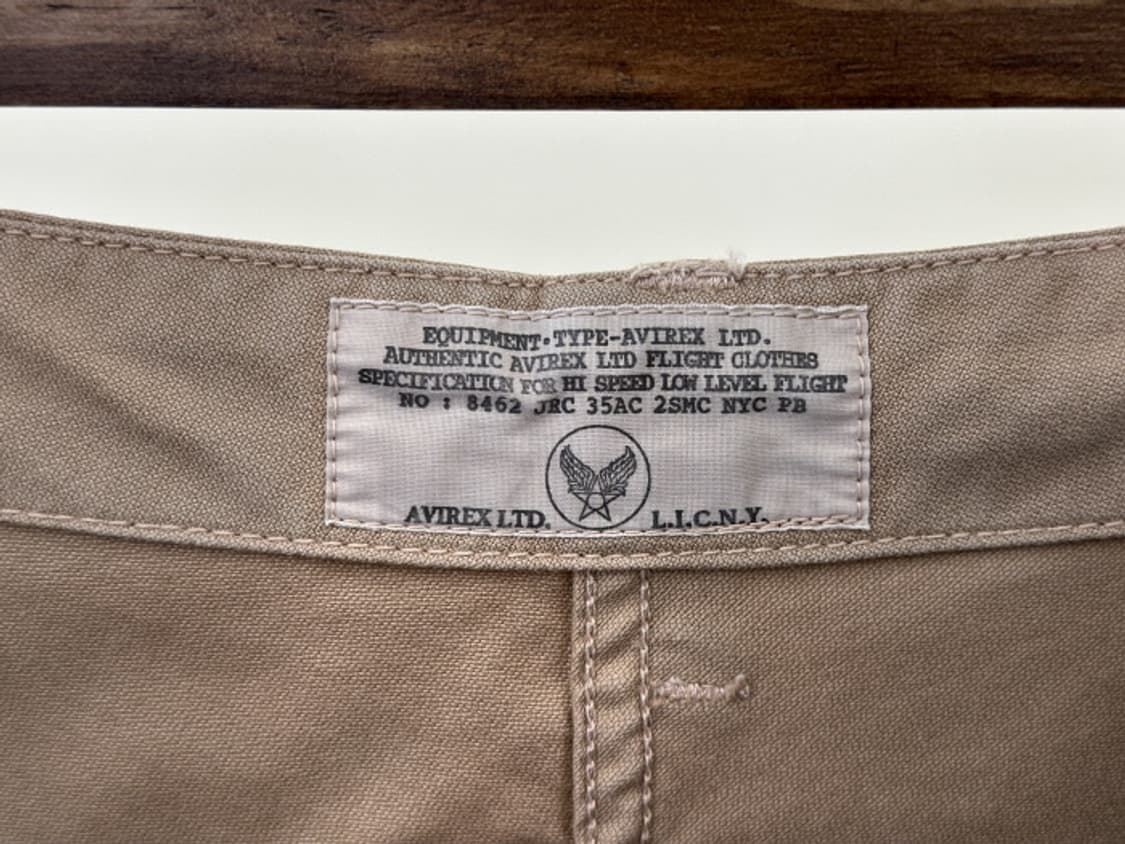 EQUIPMENT·TYPE-AVIREX LTD.
AUTHENTIC AVIREX LTD FLIGHT CLOTHES
SPECIFICATION FOR HI SPEED LOW LEVEL FLIGHT
NO : 8462 JRC 35AC 2SMC NYC PB
AVIREX LTD. L.I.C.N.Y.